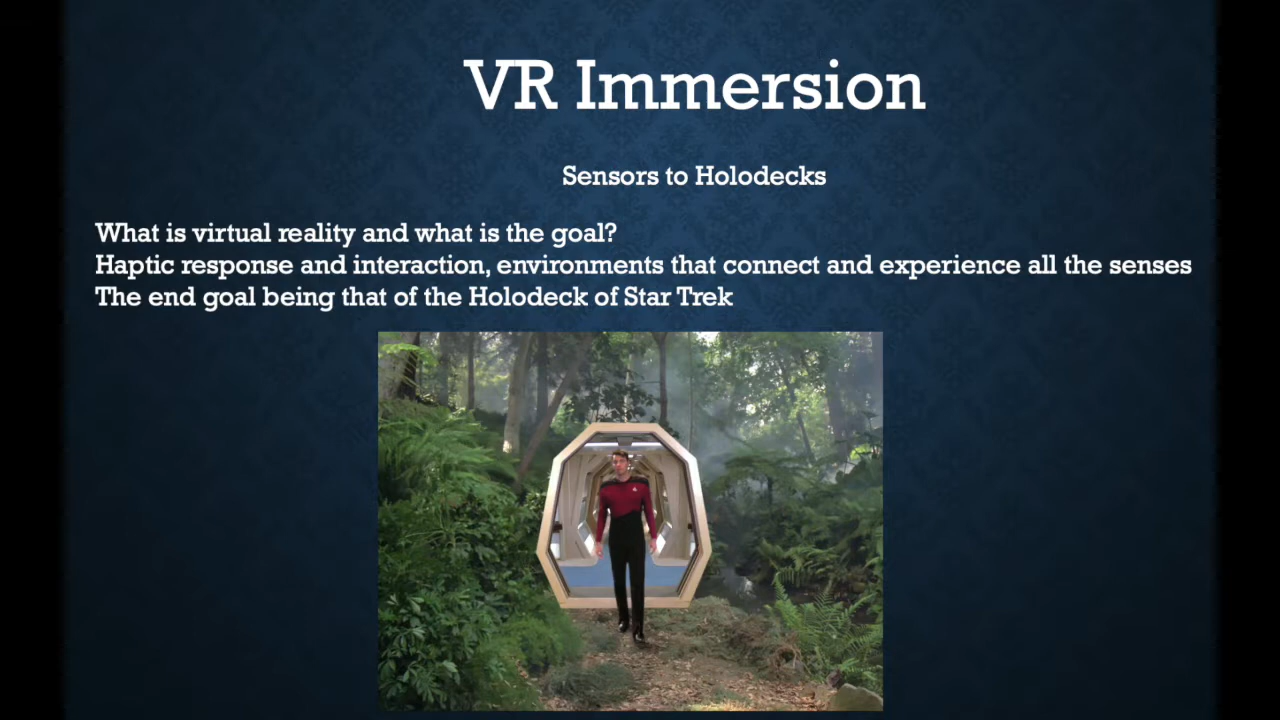 VR Immersion
Sensors to Holodecks
What is virtual reality and what is the goal?
Haptic response and interaction, environments that connect and experience all the senses
The end goal being that of the Holodeck of Star Trek